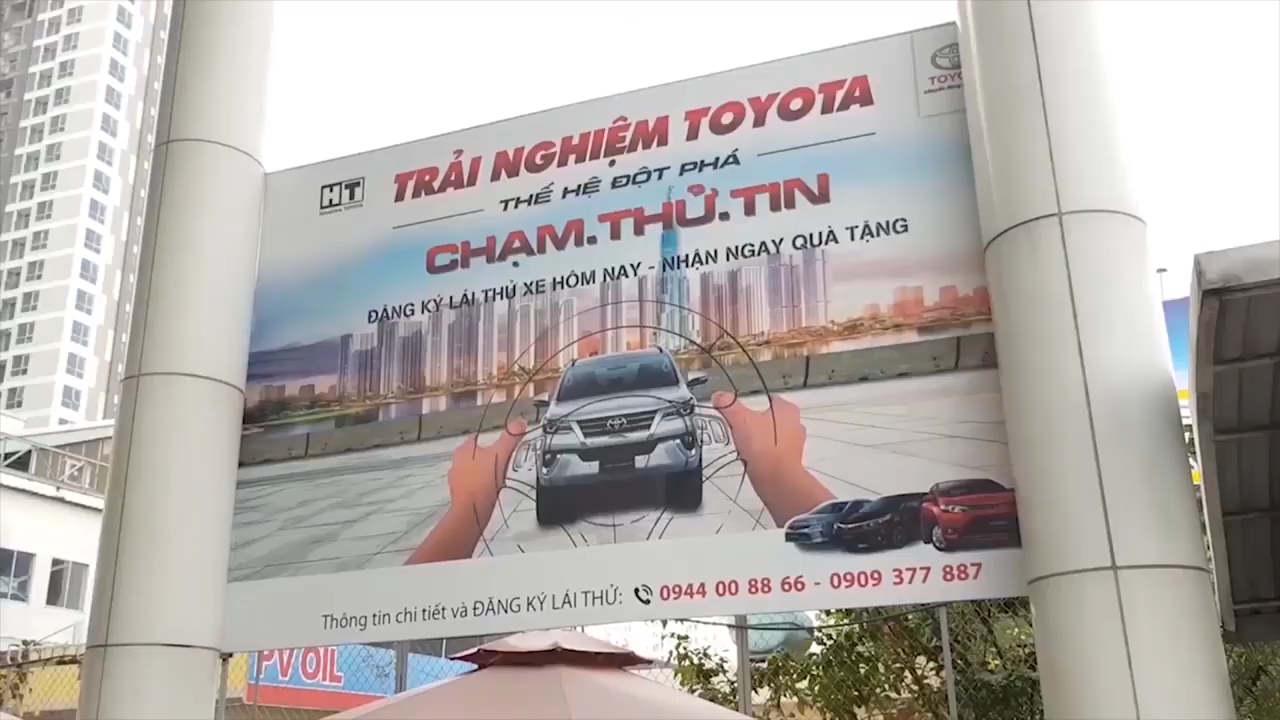 TRẢI NGHIỆM TOYOTA
HT
THẾ HỆ ĐỘT PHÁ
CHẠM.THỬ.TIN
ĐĂNG KÝ LÁI THỬ XE HÔM NAY - NHẬN NGAY QUÀ TẶNG
Thông tin chi tiết và ĐĂNG KÝ LÁI THỬ: 0944 00 88 66 - 0909 377 887
PV OIL